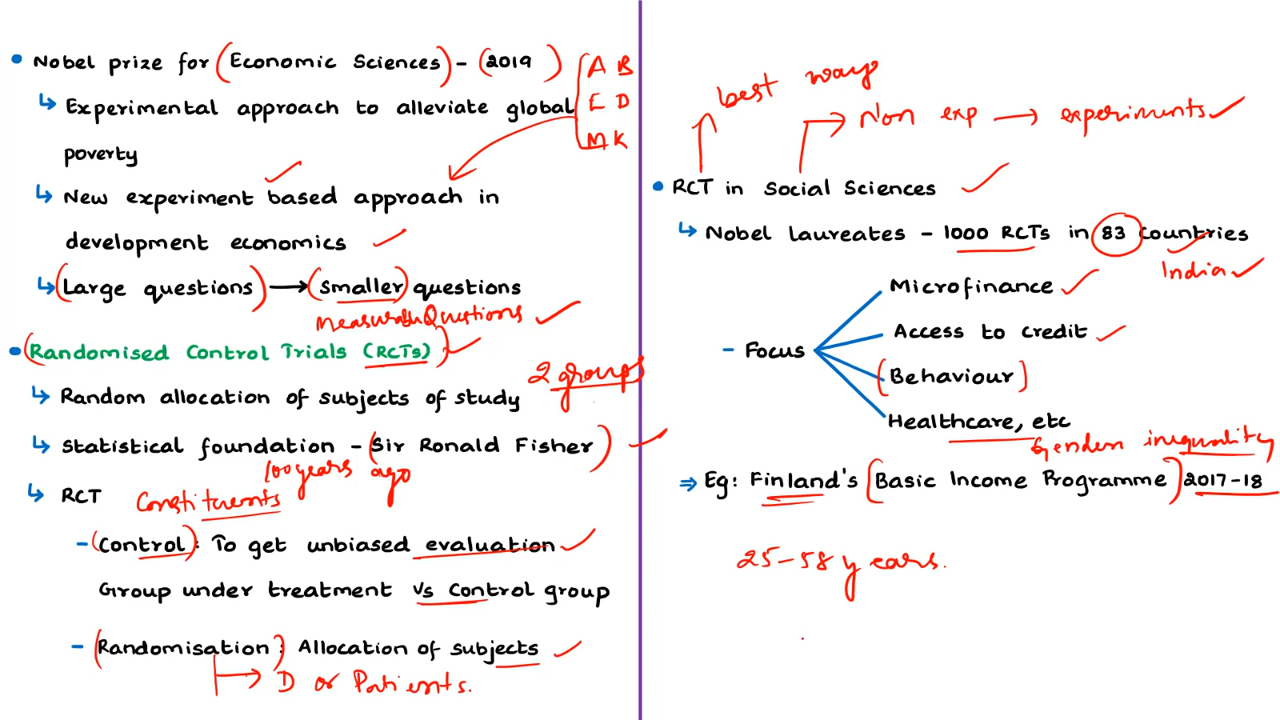 • Nobel prize for (Economic Sciences) - (2019)
A B
E D
M K
↳ Experimental approach to alleviate global
poverty
↳ New experiment based approach in
development economics
↳ (Large questions) → (smaller) questions
Measurable Questions
• (Randomised Control Trials (RCTs))
2 groups
↳ Random allocation of subjects of study
↳ Statistical foundation - (Sir Ronald Fisher)
100 years ago
↳ RCT
Constituents
- (Control): To get unbiased evaluation
Group under treatment vs control group
- (Randomisation): Allocation of subjects
→ D or Patients.
best way
Non exp → experiments
• RCT in Social Sciences
↳ Nobel laureates - 1000 RCTs in 83 countries
India
- Focus
Microfinance
Access to credit
(Behaviour)
Healthcare, etc
Gender inequality
⇒ Eg: Finland's (Basic Income Programme) 2017-18
25-58 years.